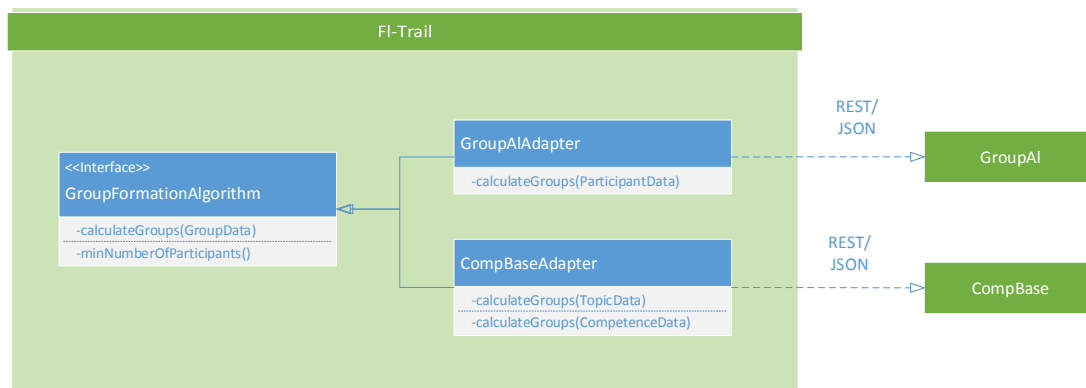 Fl-Trail
<<Interface>>
GroupFormationAlgorithm
-calculateGroups(GroupData)
-minNumberOfParticipants()
GroupAlAdapter
-calculateGroups(ParticipantData)
CompBaseAdapter
-calculateGroups(TopicData)
-calculateGroups(CompetenceData)
REST/
JSON
GroupAl
REST/
JSON
CompBase